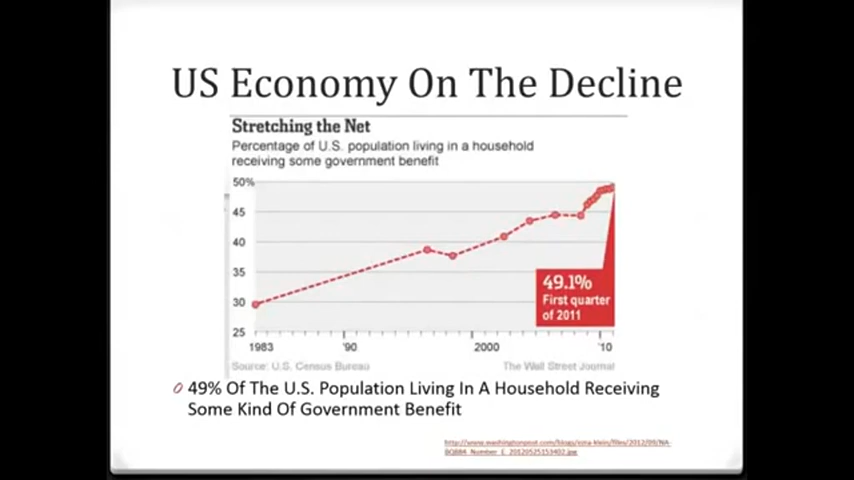 US Economy On The Decline
Stretching the Net
Percentage of U.S. population living in a household
receiving some government benefit
50%
45
40
35
30
25
49.1%
First quarter
of 2011
1983
'90
2000
'10
Source: U.S. Census Bureau
The Wall Street Journal
49% Of The U.S. Population Living In A Household Receiving
Some Kind Of Government Benefit